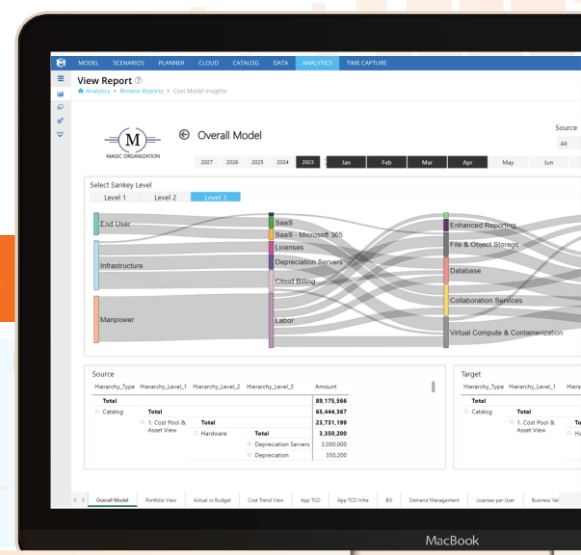 MODEL SCENARIOS PLANNER CLOUD CATALOG DATA ANALYTICS TIME CAPTURE
View Report
Analytics > Browse Reports > Cost Model Insights
M
MAGIC ORGANIZATION
Overall Model
Source
All
2027 2026 2025 2024 2023 Jan Feb Mar Apr May Jun
Select Sankey Level
Level 1 Level 2 Level 3
End User
Infrastructure
Manpower
SaaS
SaaS - Microsoft 365
Licenses
Depreciation Servers
Cloud Billing
Labor
Enhanced Reporting
File & Object Storage
Database
Collaboration Services
Virtual Compute & Containerization
Source
Hierarchy_Type Hierarchy_Level_1 Hierarchy_Level_2 Hierarchy_Level_3 Amount
Total 89,175,566
Catalog Total 65,444,367
1. Cost Pool & Asset View Total 23,731,199
Hardware Total 3,350,200
Depreciation Servers 3,000,000
Depreciation 350,200
Target
Hierarchy_Type Hierarchy_Level_1 Hiera
Total
Catalog Total
1. Cost Pool & Asset View To
Ha
Overall Model Portfolio View Actual vs Budget Cost Trend View App TCO App TCO Infra Bill Demand Management Licenses per User Business Val
MacBook